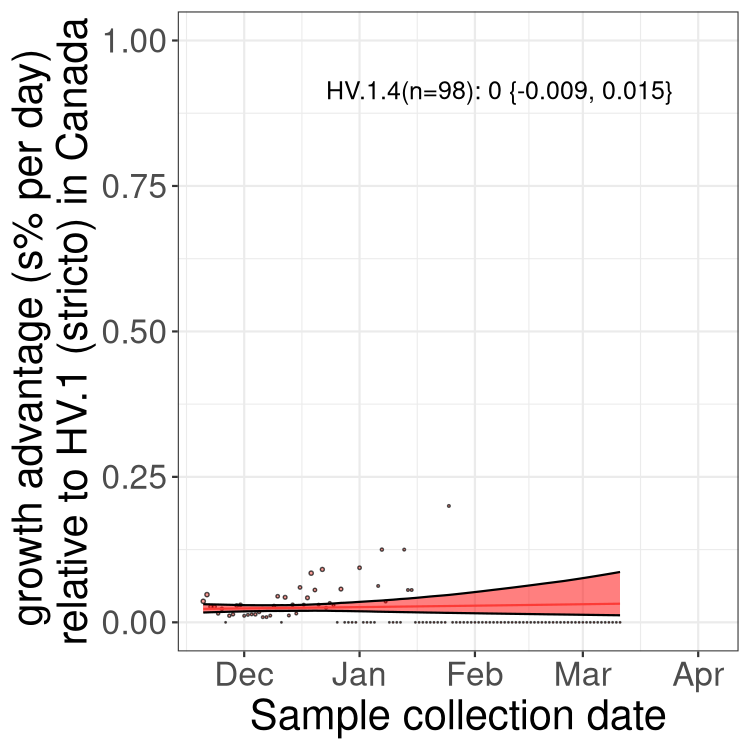 growth advantage (s% per day)
relative to HV.1 (stricto) in Canada
1.00
0.75
0.50
0.25
0.00
HV.1.4(n=98): 0 {-0.009, 0.015}
Dec
Jan
Feb
Mar
Apr
Sample collection date